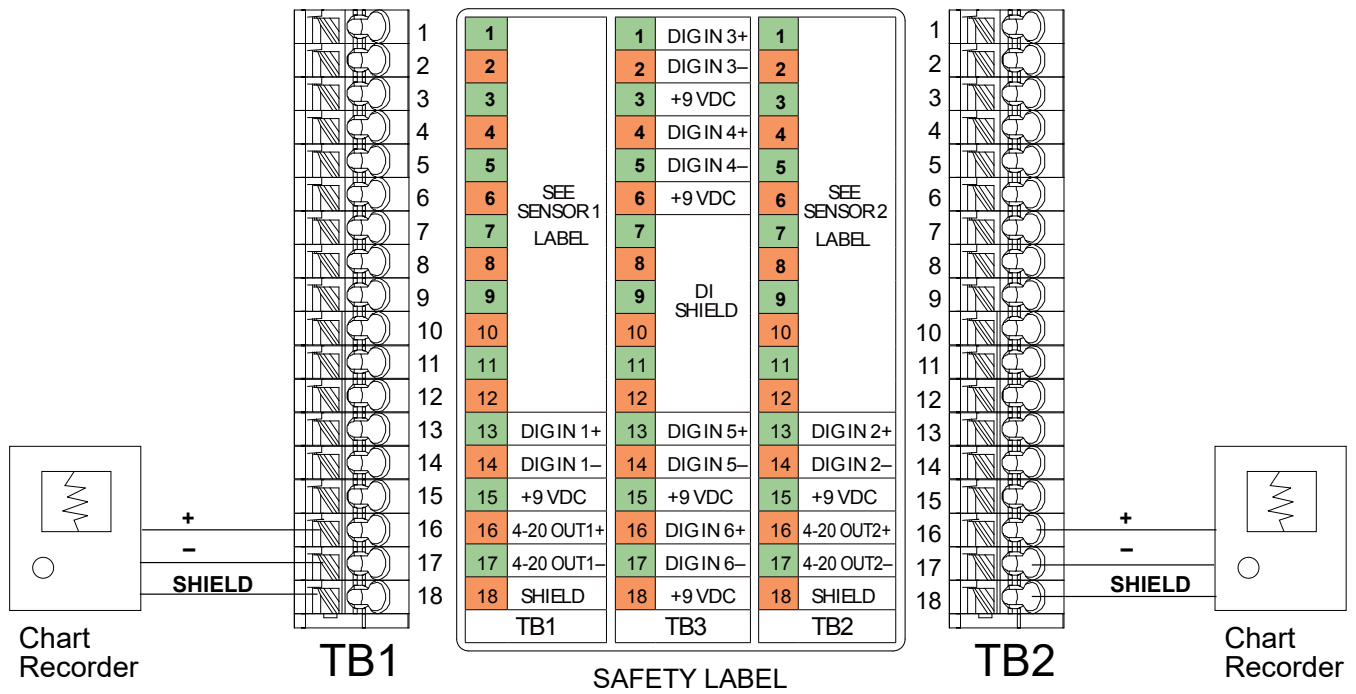 1
2
3
4
5
6
7
8
9
10
11
12
13
14
15
16
17
18
TB1
+
–
SHIELD
Chart
Recorder
1
2
3
4
5
6
7
8
9
10
11
12
13 DIG IN 1+
14 DIG IN 1–
15 +9 VDC
16 4-20 OUT1+
17 4-20 OUT1–
18 SHIELD
SEE
SENSOR 1
LABEL
TB1
1 DIG IN 3+
2 DIG IN 3–
3 +9 VDC
4 DIG IN 4+
5 DIG IN 4–
6 +9 VDC
7
8
9
10
11
12
DI
SHIELD
13 DIG IN 5+
14 DIG IN 5–
15 +9 VDC
16 DIG IN 6+
17 DIG IN 6–
18 +9 VDC
TB3
1
2
3
4
5
6
7
8
9
10
11
12
SEE
SENSOR 2
LABEL
13 DIG IN 2+
14 DIG IN 2–
15 +9 VDC
16 4-20 OUT2+
17 4-20 OUT2–
18 SHIELD
TB2
SAFETY LABEL
1
2
3
4
5
6
7
8
9
10
11
12
13
14
15
16
17
18
TB2
+
–
SHIELD
Chart
Recorder